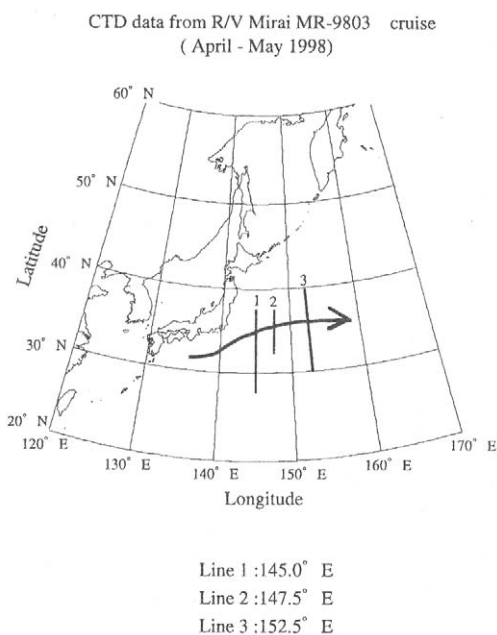 CTD data from R/V Mirai MR-9803 cruise
( April - May 1998)
60° N
50° N
40° N
30° N
20° N
Latitude
1
2
3
120° E
130° E
140° E
150° E
160° E
170° E
Longitude
Line 1 :145.0° E
Line 2 :147.5° E
Line 3 :152.5° E